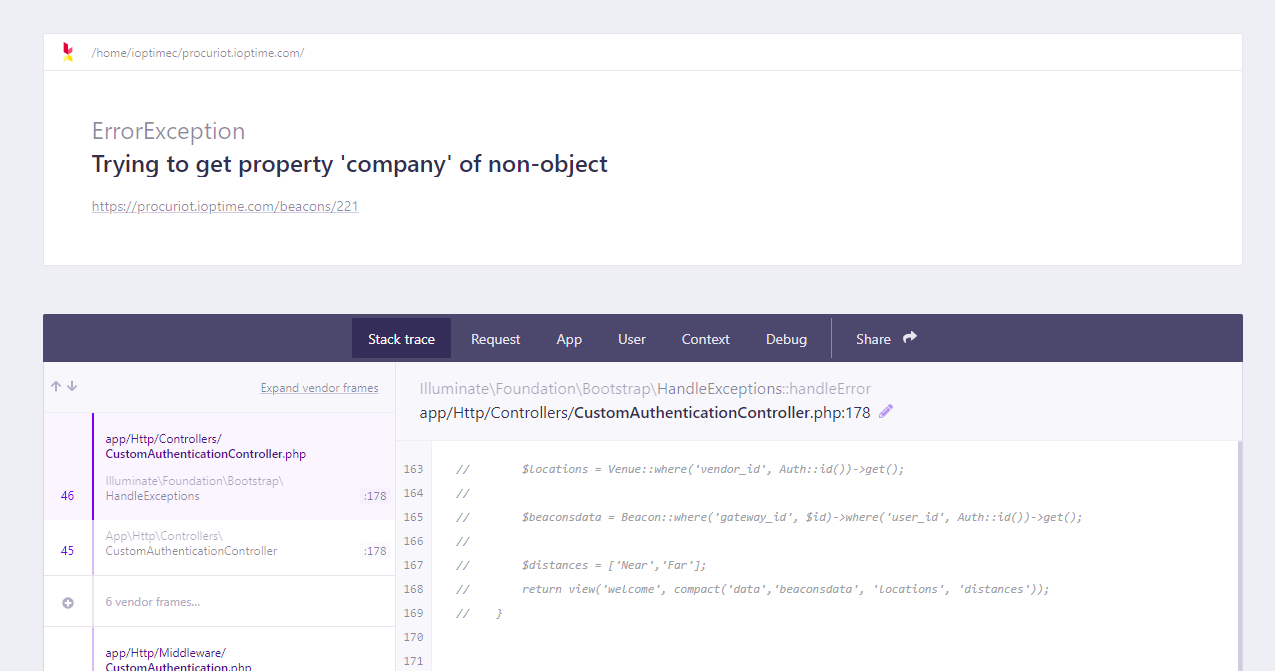 /home/ioptimec/procuriot.ioptime.com/
ErrorException
Trying to get property 'company' of non-object
https://procuriot.ioptime.com/beacons/221
Stack trace Request App User Context Debug Share
Expand vendor frames
app/Http/Controllers/
CustomAuthenticationController.php
Illuminate\Foundation\Bootstrap\
46 HandleExceptions :178
App\Http\Controllers\
45 CustomAuthenticationController :178
6 vendor frames...
app/Http/Middleware/
CustomAuthentication.php
Illuminate\Foundation\Bootstrap\HandleExceptions::handleError
app/Http/Controllers/CustomAuthenticationController.php:178
163 // $locations = Venue::where('vendor_id', Auth::id())->get();
164 //
165 // $beaconsdata = Beacon::where('gateway_id', $id)->where('user_id', Auth::id())->get();
166 //
167 // $distances = ['Near','Far'];
168 // return view('welcome', compact('data','beaconsdata', 'locations', 'distances'));
169 // }
170
171